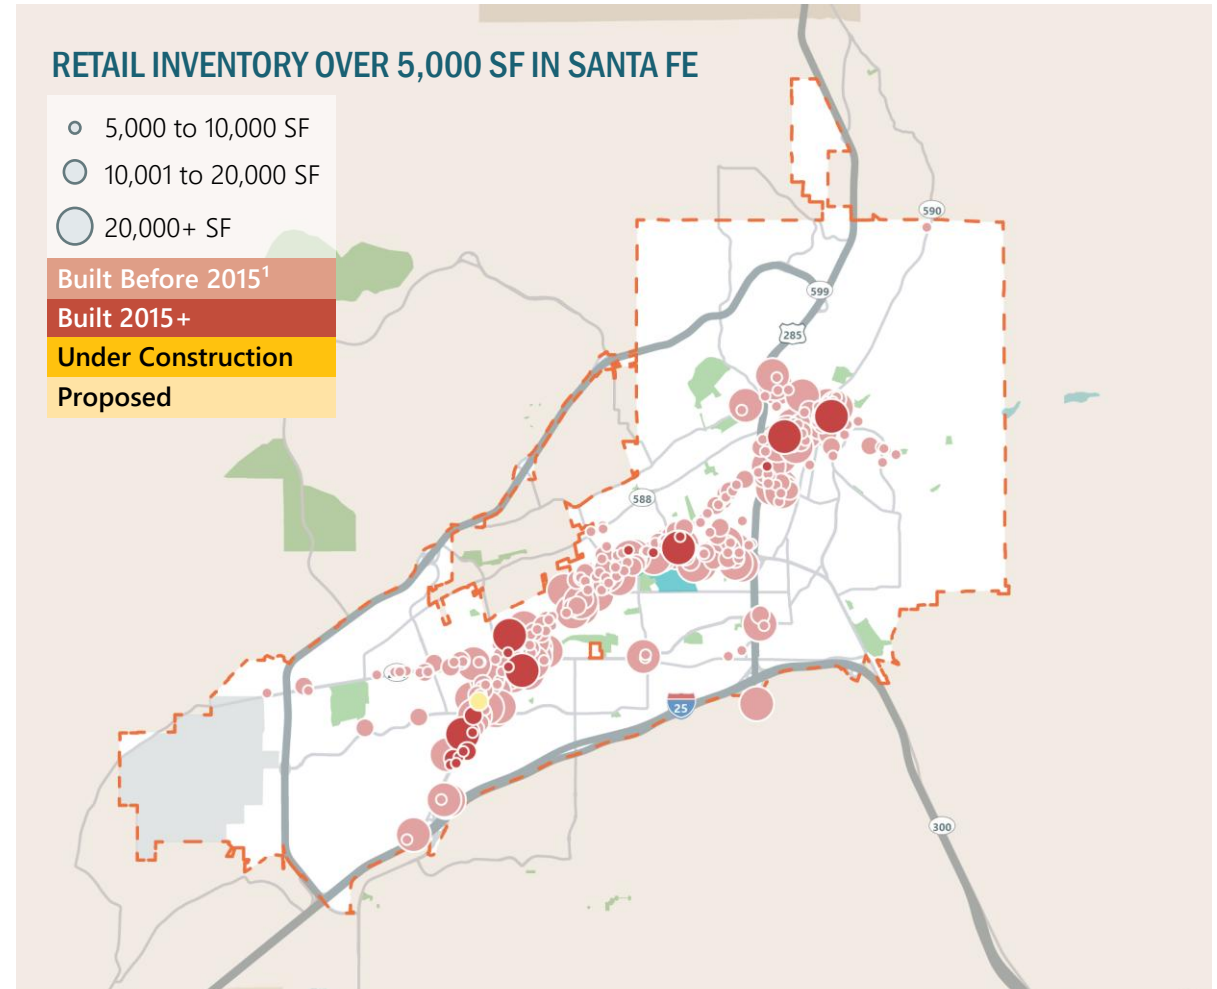 RETAIL INVENTORY OVER 5,000 SF IN SANTA FE
5,000 to 10,000 SF
10,001 to 20,000 SF
20,000+ SF
Built Before 2015¹
Built 2015+
Under Construction
Proposed
590
599
285
588
25
300